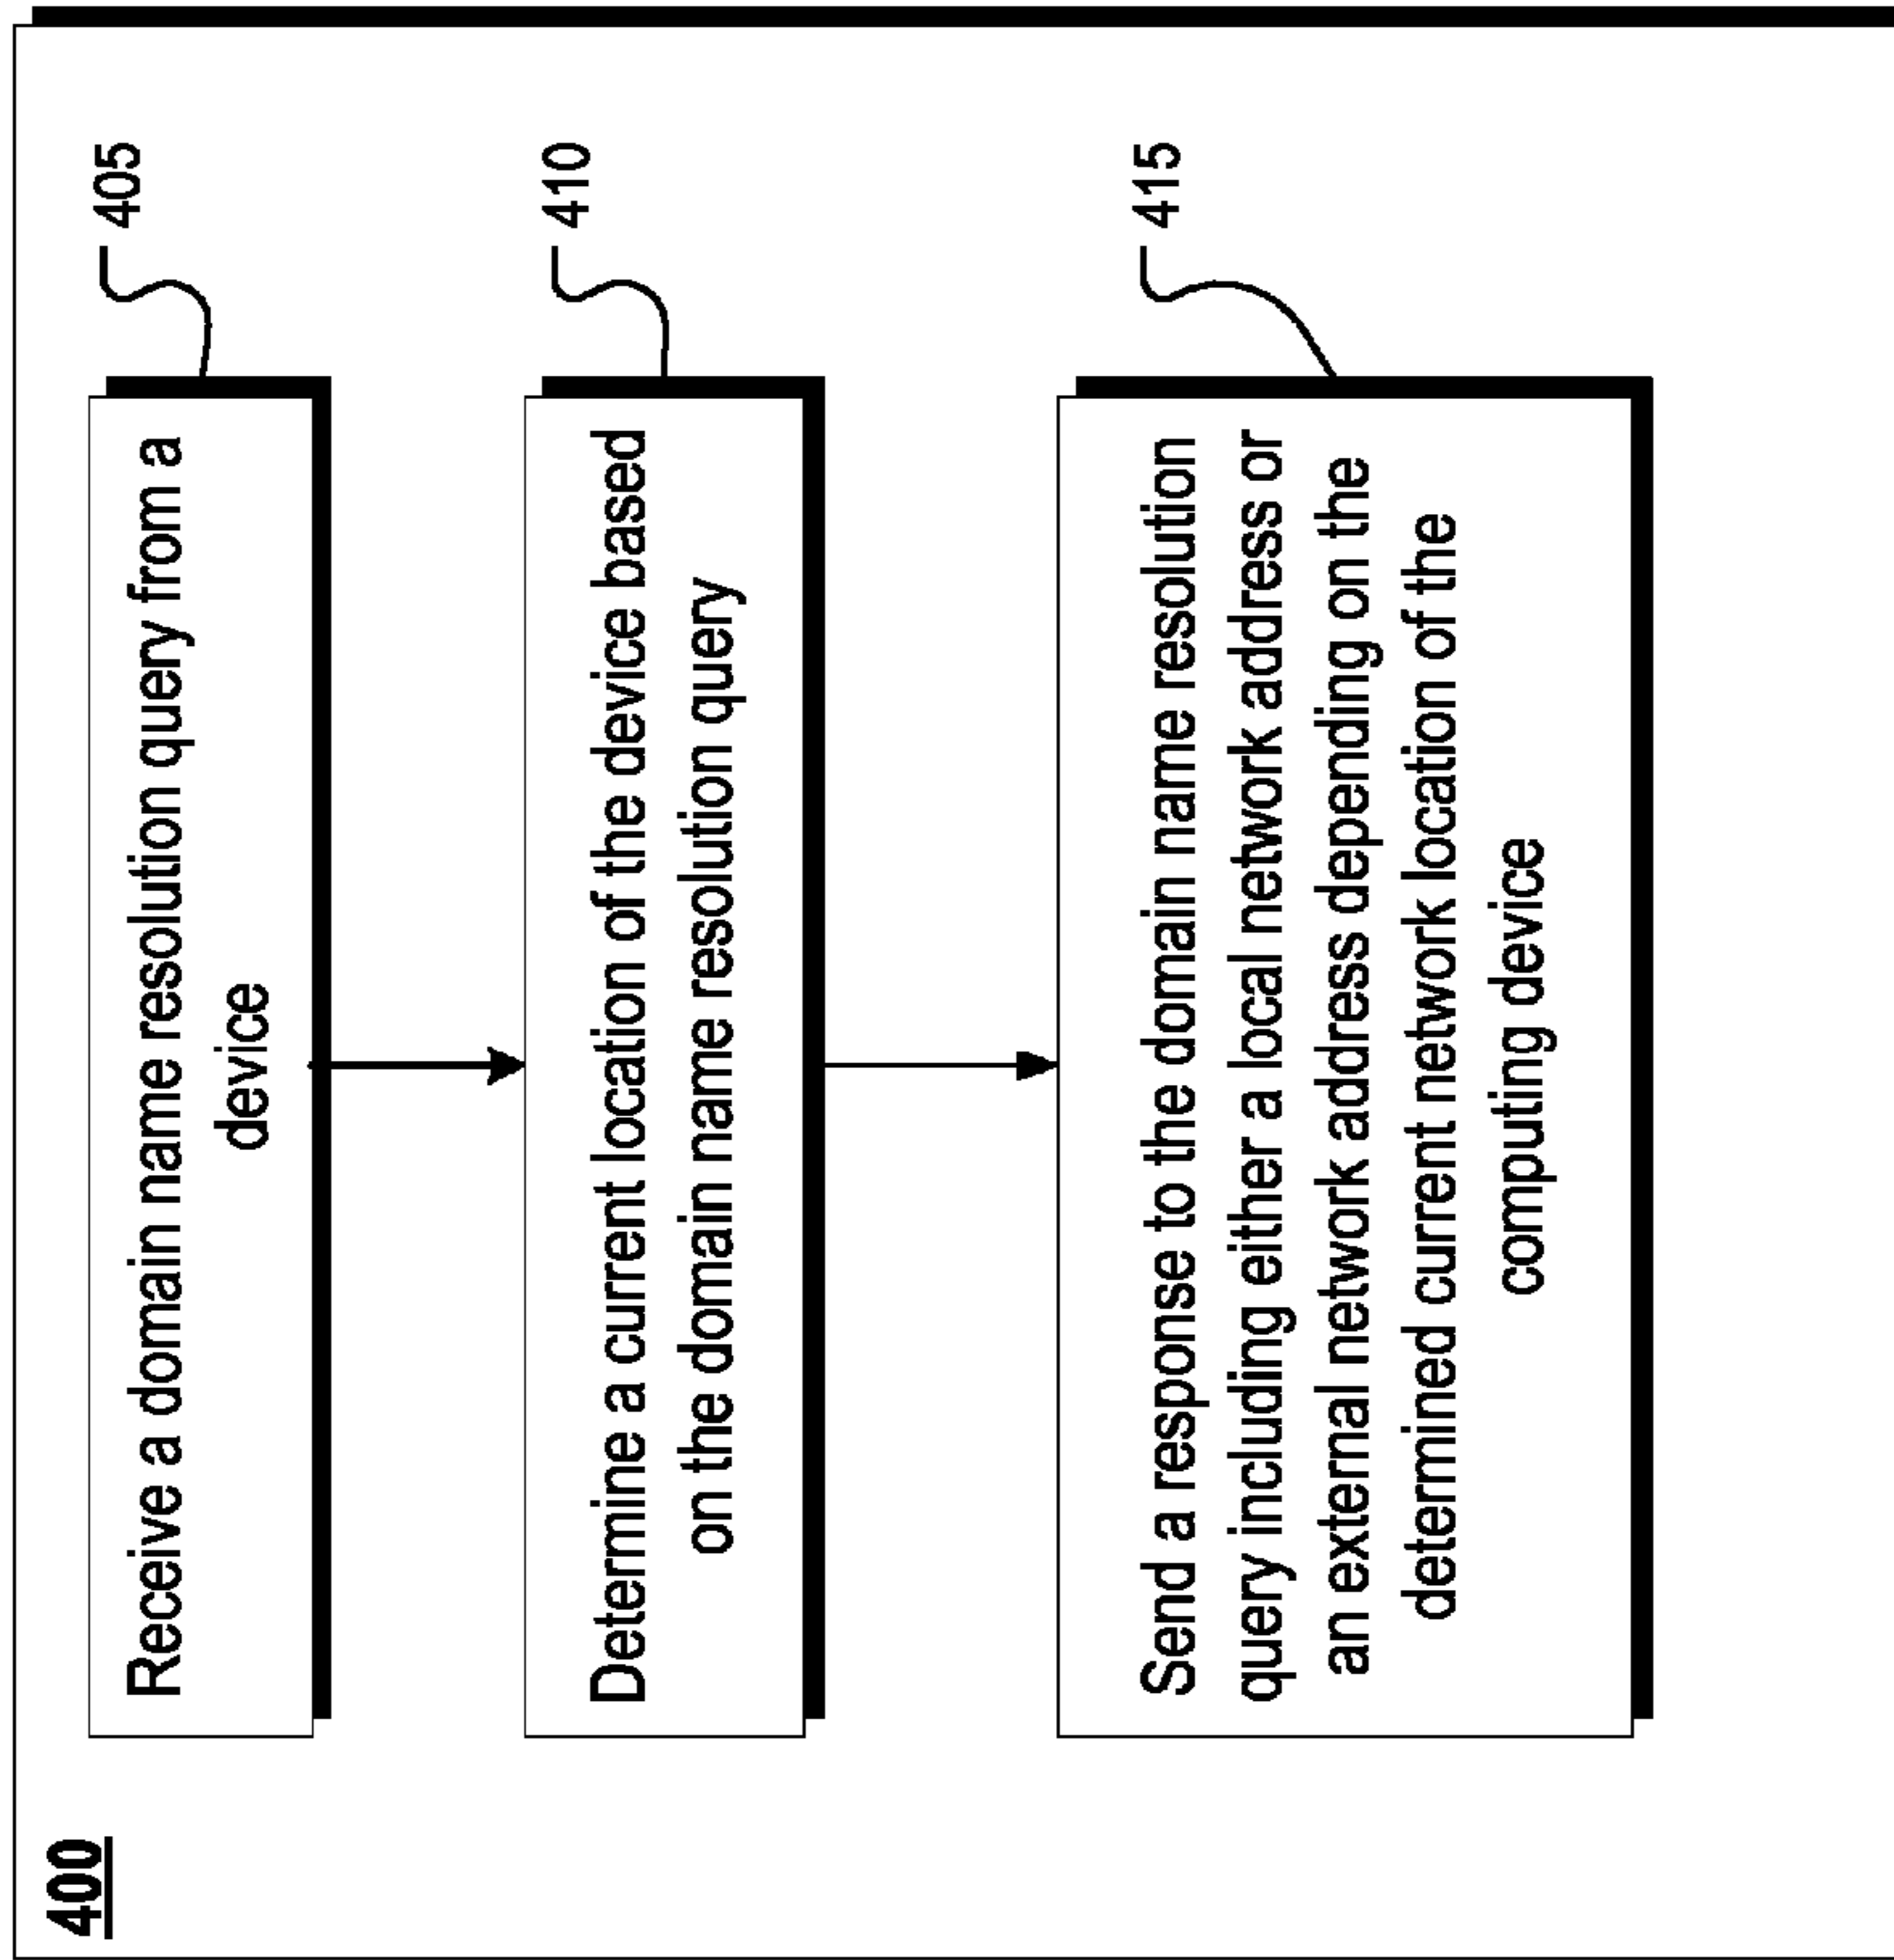 400
Receive a domain name resolution query from a
device
405
Determine a current location of the device based
on the domain name resolution query
410
Send a response to the domain name resolution
query including either a local network address or
an external network address depending on the
determined current network location of the
computing device
415